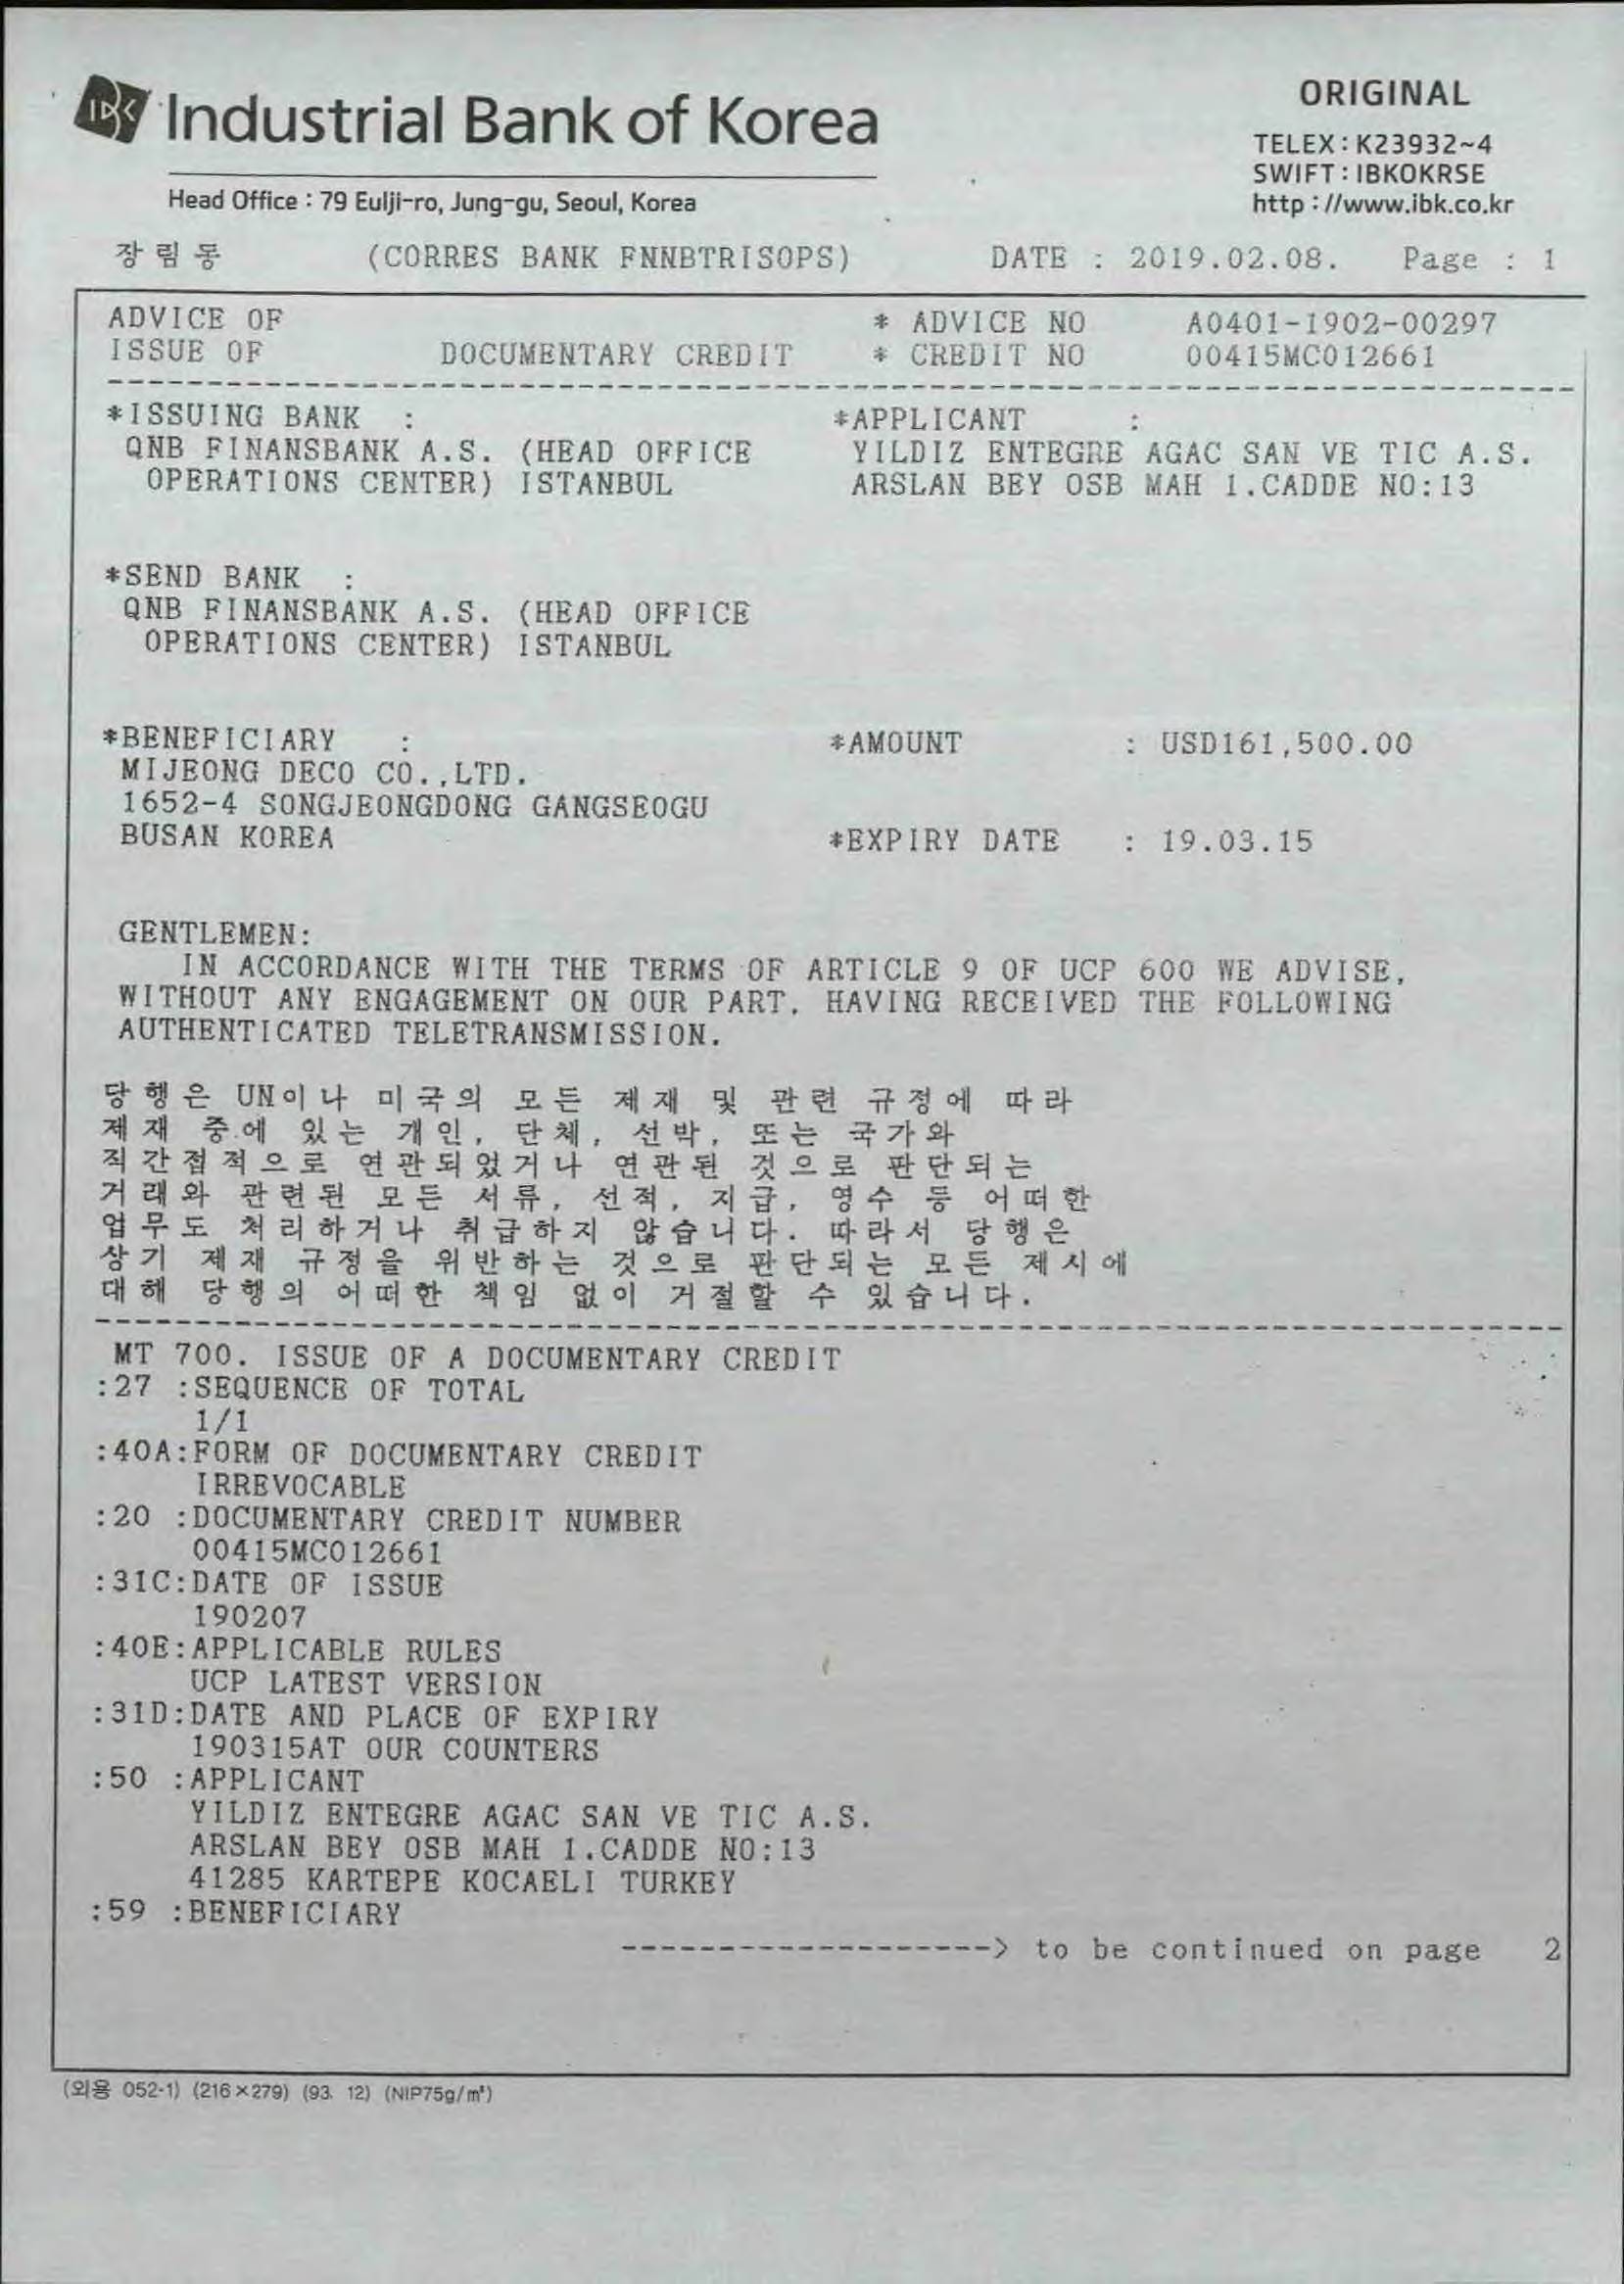 IBK Industrial Bank of Korea
ORIGINAL
TELEX : K23932~4
SWIFT : IBKOKRSE
Head Office : 79 Eulji-ro, Jung-gu, Seoul, Korea
http : //www.ibk.co.kr
장림동 (CORRES BANK FNNBTRISOPS) DATE : 2019.02.08. Page : 1
ADVICE OF * ADVICE NO A0401-1902-00297
ISSUE OF DOCUMENTARY CREDIT * CREDIT NO 00415MC012661
*ISSUING BANK : *APPLICANT :
QNB FINANSBANK A.S. (HEAD OFFICE YILDIZ ENTEGRE AGAC SAN VE TIC A.S.
OPERATIONS CENTER) ISTANBUL ARSLAN BEY OSB MAH 1.CADDE NO:13
*SEND BANK :
QNB FINANSBANK A.S. (HEAD OFFICE
OPERATIONS CENTER) ISTANBUL
*BENEFICIARY : *AMOUNT : USD161,500.00
MIJEONG DECO CO.,LTD.
1652-4 SONGJEONGDONG GANGSEOGU
BUSAN KOREA *EXPIRY DATE : 19.03.15
GENTLEMEN:
IN ACCORDANCE WITH THE TERMS OF ARTICLE 9 OF UCP 600 WE ADVISE,
WITHOUT ANY ENGAGEMENT ON OUR PART, HAVING RECEIVED THE FOLLOWING
AUTHENTICATED TELETRANSMISSION.
당행은 UN이나 미국의 모든 제재 및 관련 규정에 따라
제재 중에 있는 개인, 단체, 선박, 또는 국가와
직간접적으로 연관되었거나 연관된 것으로 판단되는
거래와 관련된 모든 서류, 선적, 지급, 영수 등 어떠한
업무도 처리하거나 취급하지 않습니다. 따라서 당행은
상기 제재 규정을 위반하는 것으로 판단되는 모든 제시에
대해 당행의 어떠한 책임 없이 거절할 수 있습니다.
MT 700. ISSUE OF A DOCUMENTARY CREDIT
:27 :SEQUENCE OF TOTAL
1/1
:40A:FORM OF DOCUMENTARY CREDIT
IRREVOCABLE
:20 :DOCUMENTARY CREDIT NUMBER
00415MC012661
:31C:DATE OF ISSUE
190207
:40E:APPLICABLE RULES
UCP LATEST VERSION
:31D:DATE AND PLACE OF EXPIRY
190315AT OUR COUNTERS
:50 :APPLICANT
YILDIZ ENTEGRE AGAC SAN VE TIC A.S.
ARSLAN BEY OSB MAH 1.CADDE NO:13
41285 KARTEPE KOCAELI TURKEY
:59 :BENEFICIARY
--------------------> to be continued on page 2
(외용 052-1) (216×279) (93. 12) (NIP75g/㎡)